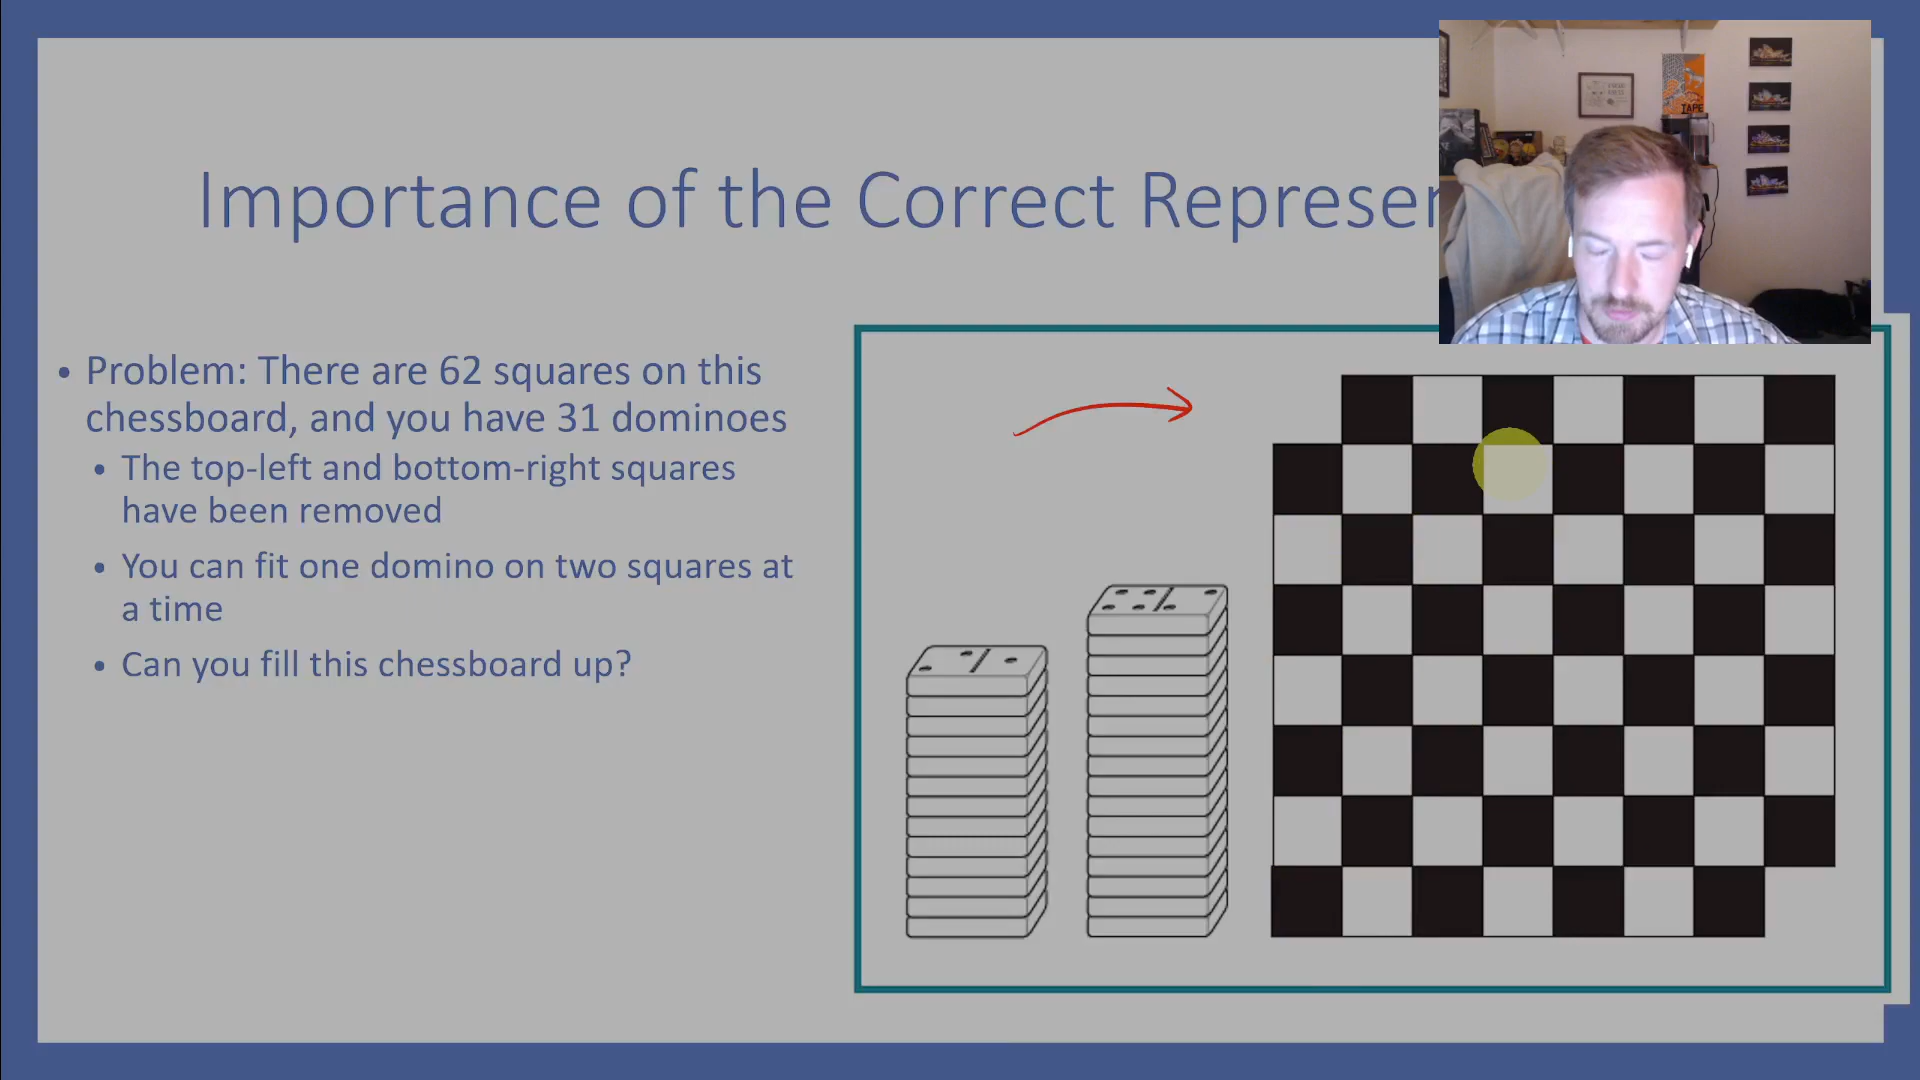 Importance of the Correct Represen
• Problem: There are 62 squares on this
chessboard, and you have 31 dominoes
• The top-left and bottom-right squares
have been removed
• You can fit one domino on two squares at
a time
• Can you fill this chessboard up?
TAPE